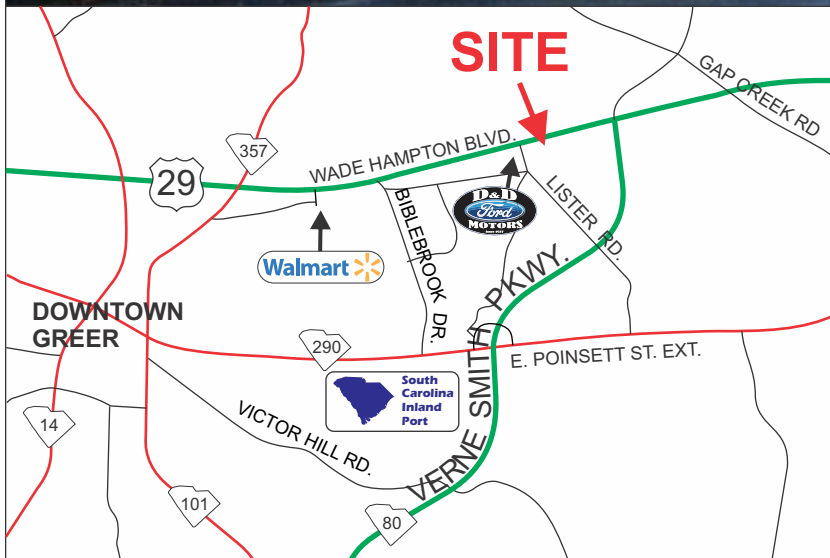 SITE
GAP CREEK RD
WADE HAMPTON BLVD.
357
29
D&D
Ford
MOTORS
BIBLEBROOK DR.
LISTER RD.
Walmart
DOWNTOWN
GREER
VERNE SMITH PKWY.
290
E. POINSETT ST. EXT.
South
Carolina
Inland
Port
VICTOR HILL RD.
14
101
80